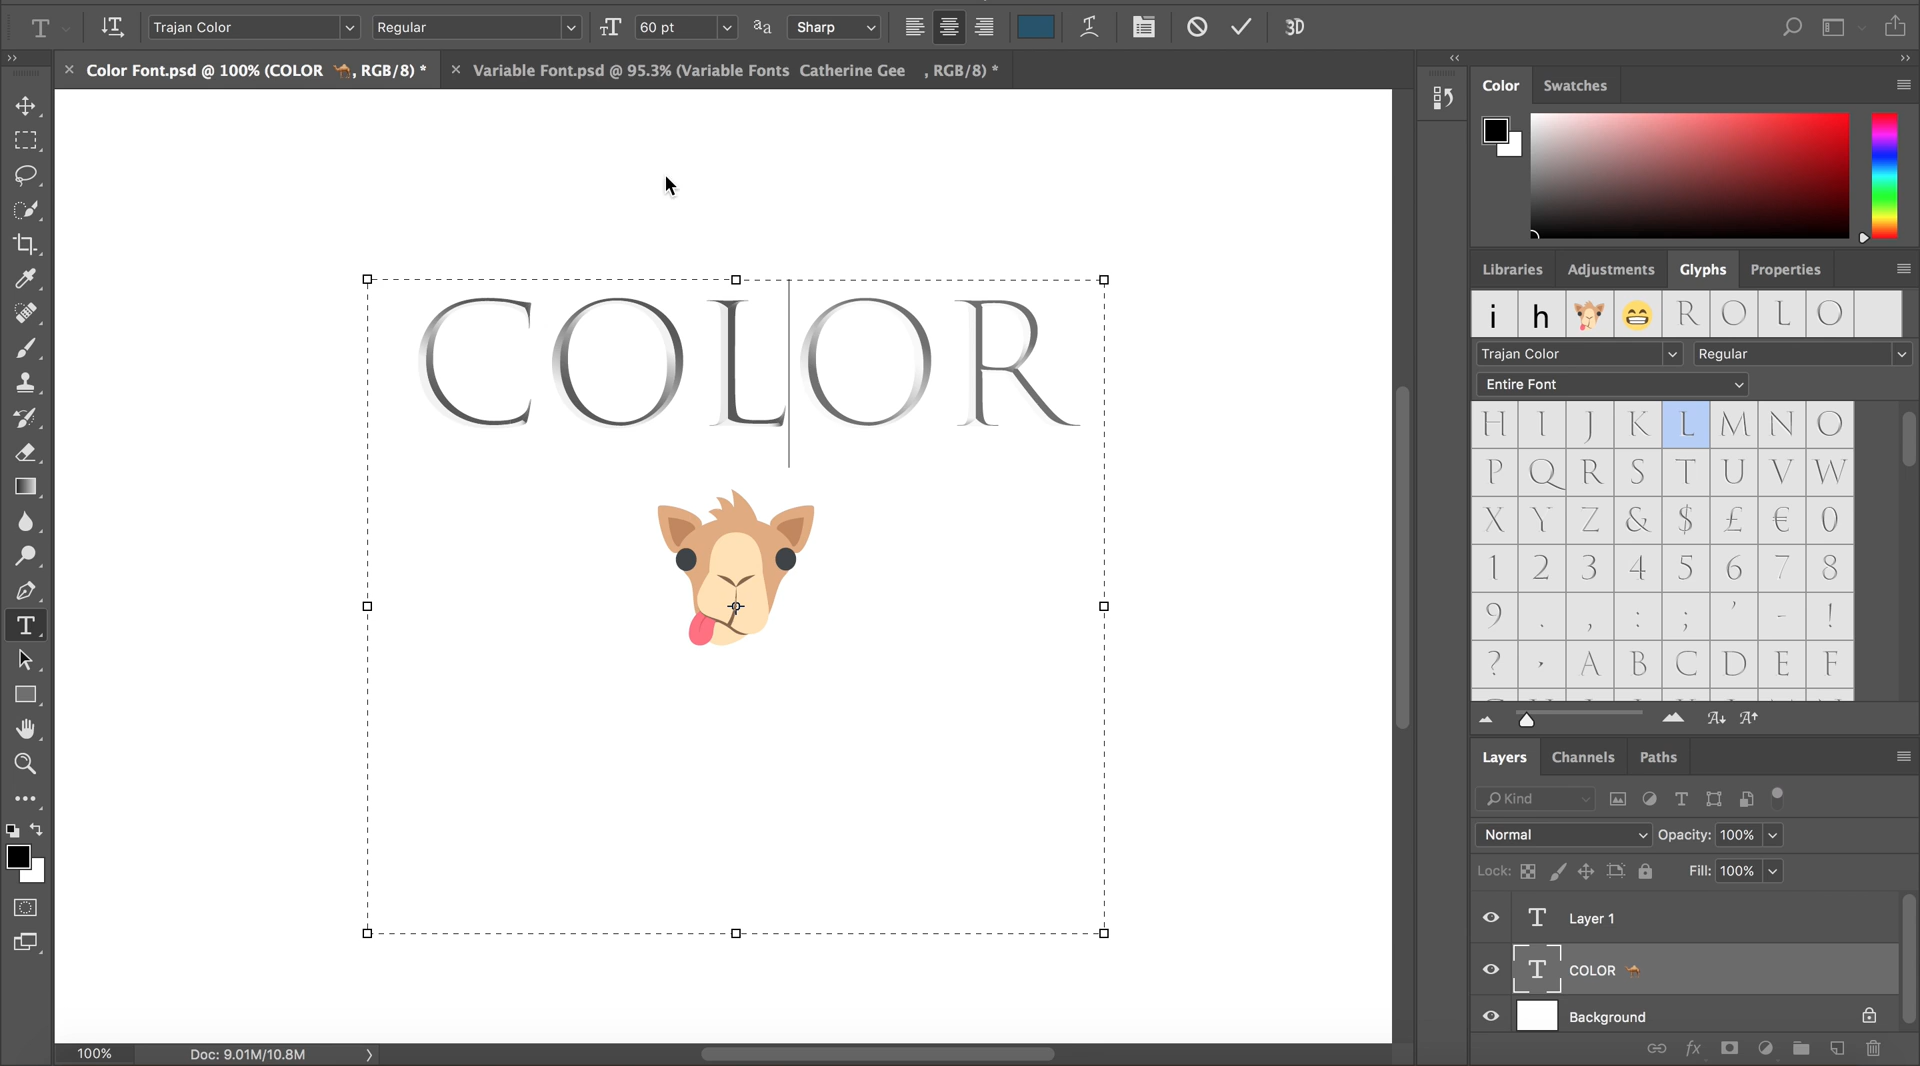 Trajan Color Regular 60 pt Sharp 3D
Color Font.psd @ 100% (COLOR 🐪, RGB/8) * Variable Font.psd @ 95.3% (Variable Fonts Catherine Gee , RGB/8) *
COLOR
100% Doc: 9.01M/10.8M
Color Swatches
Libraries Adjustments Glyphs Properties
i h 😁 R O L O
Trajan Color Regular
Entire Font
H I J K L M N O
P Q R S T U V W
X Y Z & $ £ € 0
1 2 3 4 5 6 7 8
9 . , : ; ’ - !
? · A B C D E F
Layers Channels Paths
Kind
Normal Opacity: 100%
Lock: Fill: 100%
Layer 1
COLOR 🐪
Background
fx